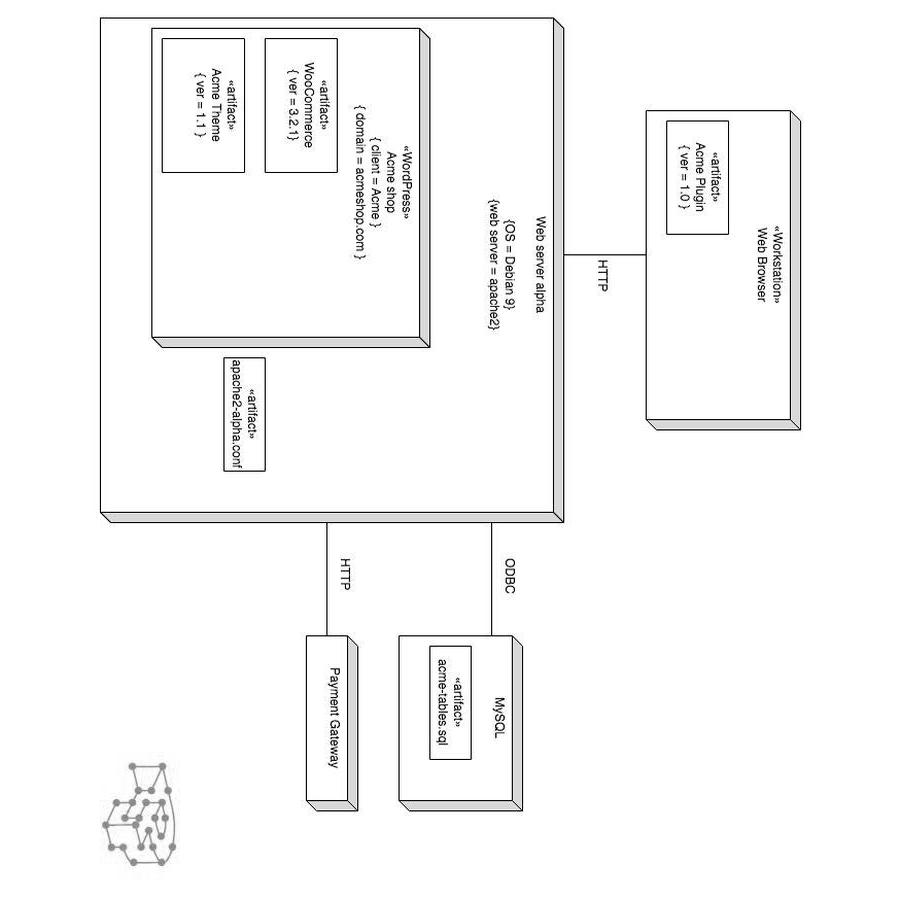 «Workstation»
Web Browser
«artifact»
Acme Plugin
{ ver = 1.0 }
HTTP
Web server alpha
{OS = Debian 9}
{web server = apache2}
«WordPress»
Acme shop
{ client = Acme }
{ domain = acmeshop.com }
«artifact»
WooCommerce
{ ver = 3.2.1}
«artifact»
Acme Theme
{ ver = 1.1 }
«artifact»
apache2-alpha.conf
ODBC
MySQL
«artifact»
acme-tables.sql
HTTP
Payment Gateway